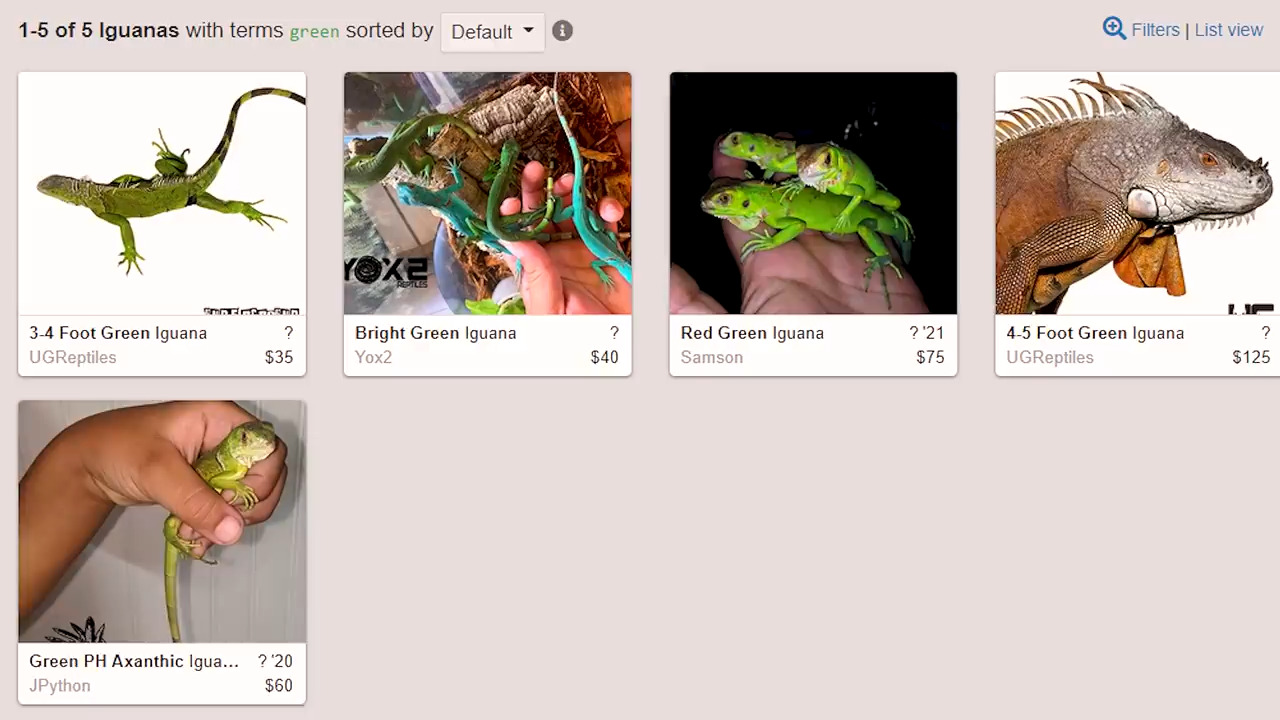 1-5 of 5 Iguanas with terms green sorted by Default
Filters | List view
3-4 Foot Green Iguana ?
UGReptiles $35
YOX2
REPTILES
Bright Green Iguana ?
Yox2 $40
Red Green Iguana ? '21
Samson $75
4-5 Foot Green Iguana ?
UGReptiles $125
Green PH Axanthic Igua... ? '20
JPython $60